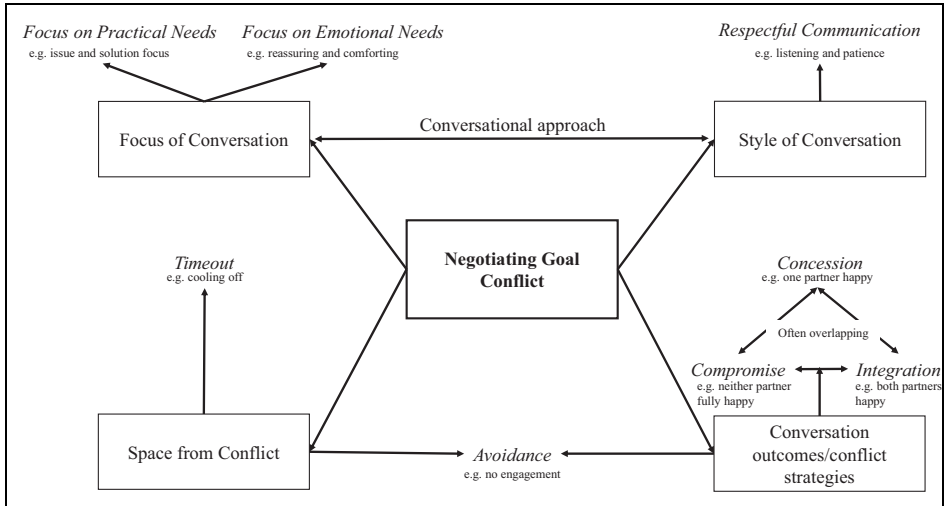 Focus on Practical Needs
e.g. issue and solution focus
Focus on Emotional Needs
e.g. reassuring and comforting
Respectful Communication
e.g. listening and patience
Focus of Conversation
Conversational approach
Style of Conversation
Negotiating Goal
Conflict
Timeout
e.g. cooling off
Concession
e.g. one partner happy
Often overlapping
Compromise
e.g. neither partner
fully happy
Integration
e.g. both partners
happy
Space from Conflict
Avoidance
e.g. no engagement
Conversation
outcomes/conflict
strategies